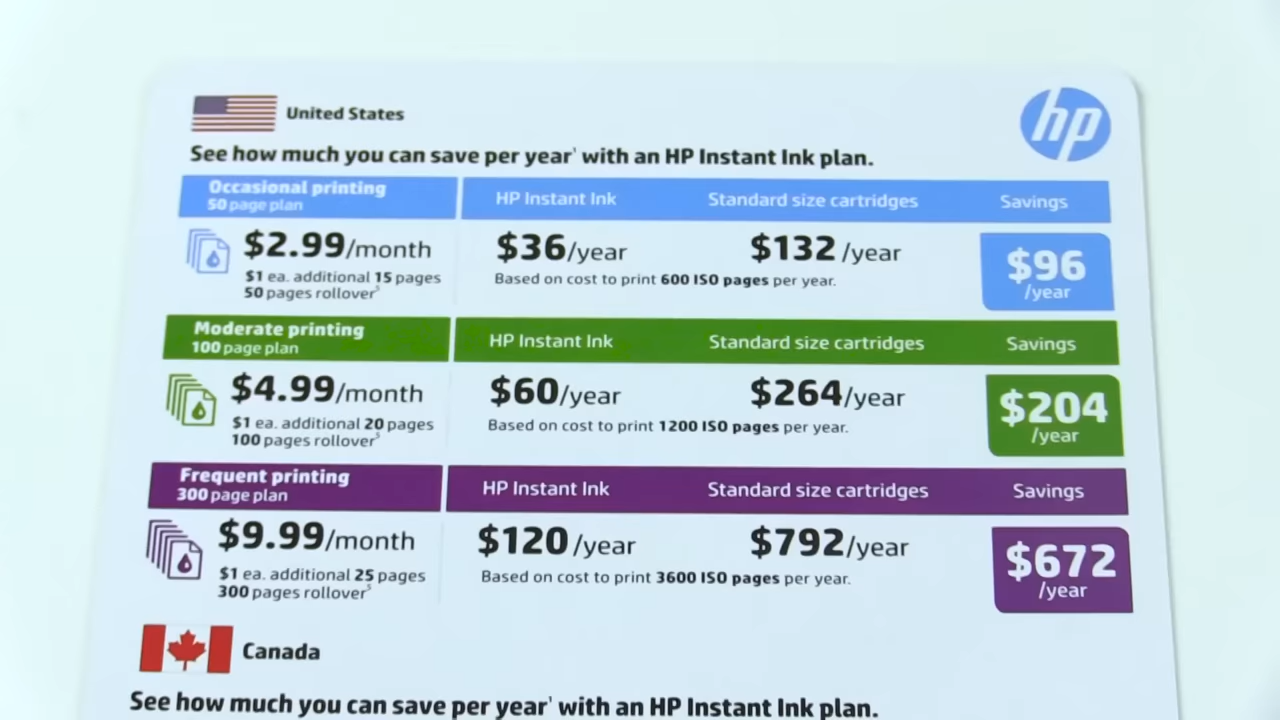 United States
hp
See how much you can save per year¹ with an HP Instant Ink plan.
Occasional printing
50 page plan
HP Instant Ink
Standard size cartridges
Savings
$2.99/month
$1 ea. additional 15 pages
50 pages rollover⁵
$36/year
$132/year
Based on cost to print 600 ISO pages per year.
$96
/year
Moderate printing
100 page plan
HP Instant Ink
Standard size cartridges
Savings
$4.99/month
$1 ea. additional 20 pages
100 pages rollover⁵
$60/year
$264/year
Based on cost to print 1200 ISO pages per year.
$204
/year
Frequent printing
300 page plan
HP Instant Ink
Standard size cartridges
Savings
$9.99/month
$1 ea. additional 25 pages
300 pages rollover⁵
$120/year
$792/year
Based on cost to print 3600 ISO pages per year.
$672
/year
Canada
See how much you can save per year¹ with an HP Instant Ink plan.